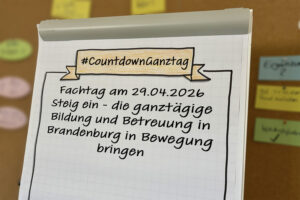 #CountdownGanztag
Fachtag am 29.04.2026
Steig ein - die ganztägige
Bildung und Betreuung in
Brandenburg in Bewegung
bringen